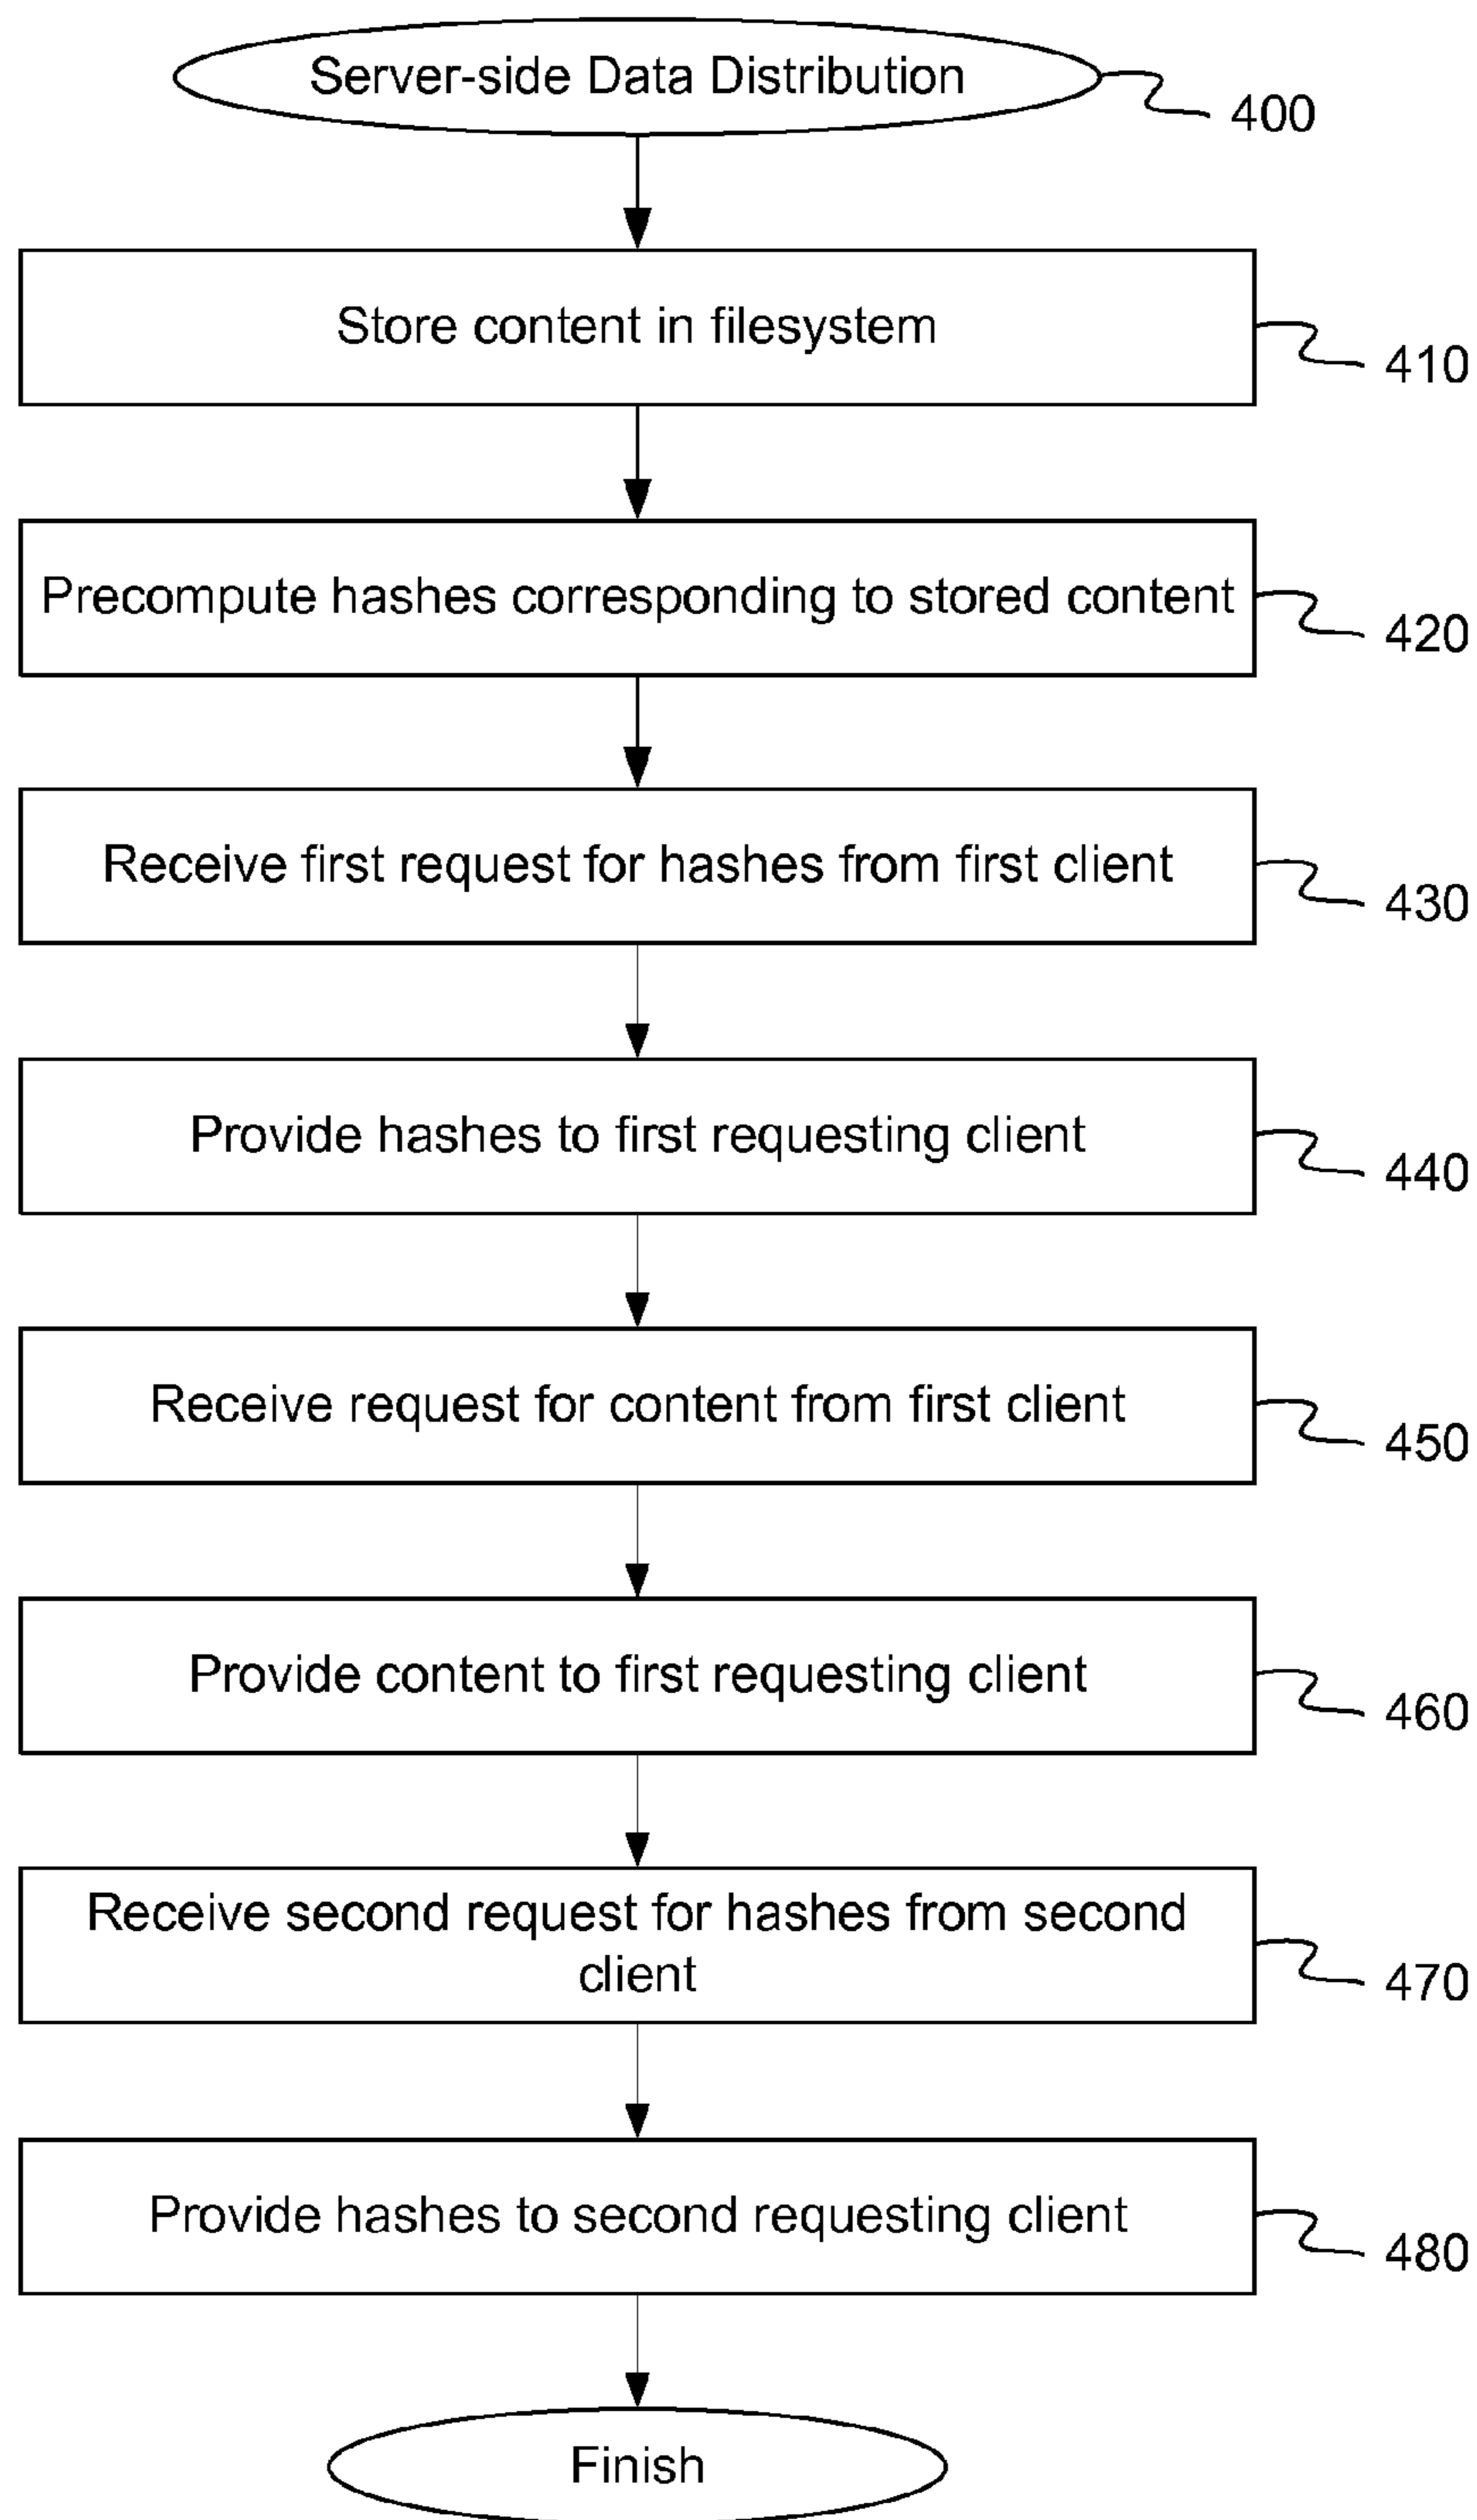 Server-side Data Distribution
400
Store content in filesystem
410
Precompute hashes corresponding to stored content
420
Receive first request for hashes from first client
430
Provide hashes to first requesting client
440
Receive request for content from first client
450
Provide content to first requesting client
460
Receive second request for hashes from second
client
470
Provide hashes to second requesting client
480
Finish